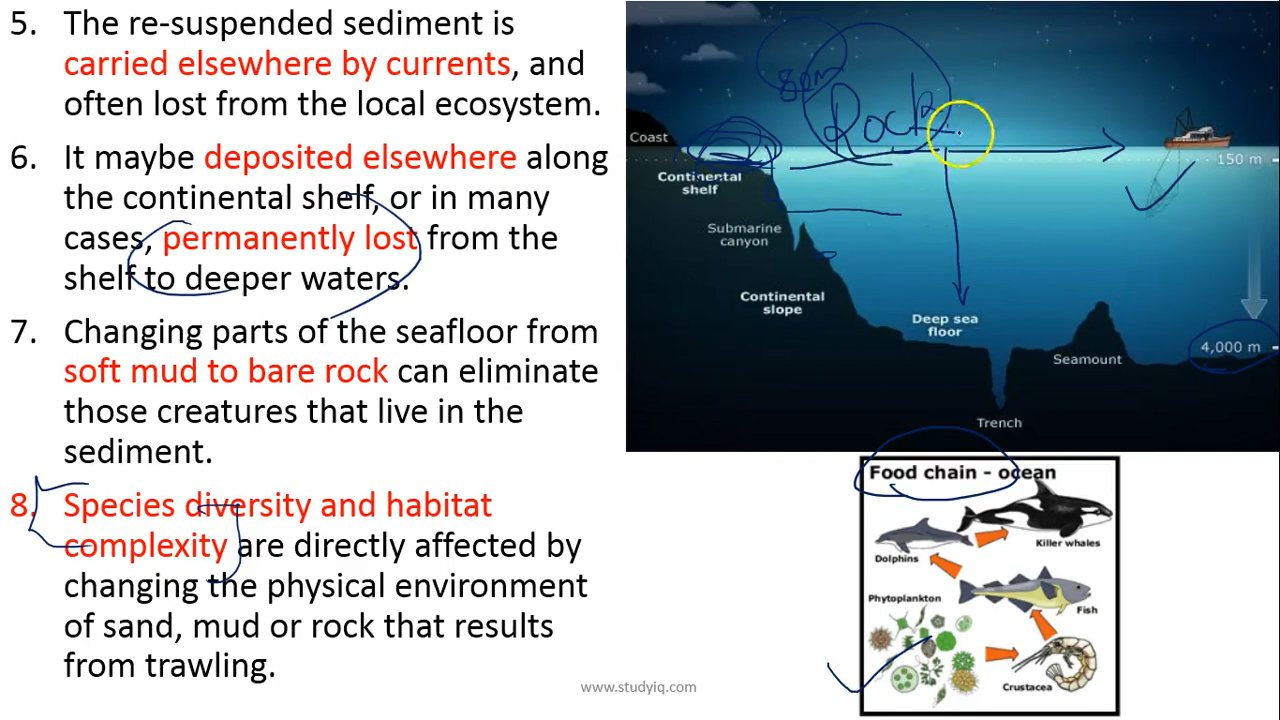 5. The re-suspended sediment is
carried elsewhere by currents, and
often lost from the local ecosystem.
6. It maybe deposited elsewhere along
the continental shelf, or in many
cases, permanently lost from the
shelf to deeper waters.
7. Changing parts of the seafloor from
soft mud to bare rock can eliminate
those creatures that live in the
sediment.
8. Species diversity and habitat
complexity are directly affected by
changing the physical environment
of sand, mud or rock that results
from trawling.
80m
Rock
Coast
150 m
Continental
shelf
Submarine
canyon
Continental
slope
Deep sea
floor
Seamount
4,000 m
Trench
Food chain - ocean
Killer whales
Dolphins
Phytoplankton
Fish
Crustacea
www.studyiq.com